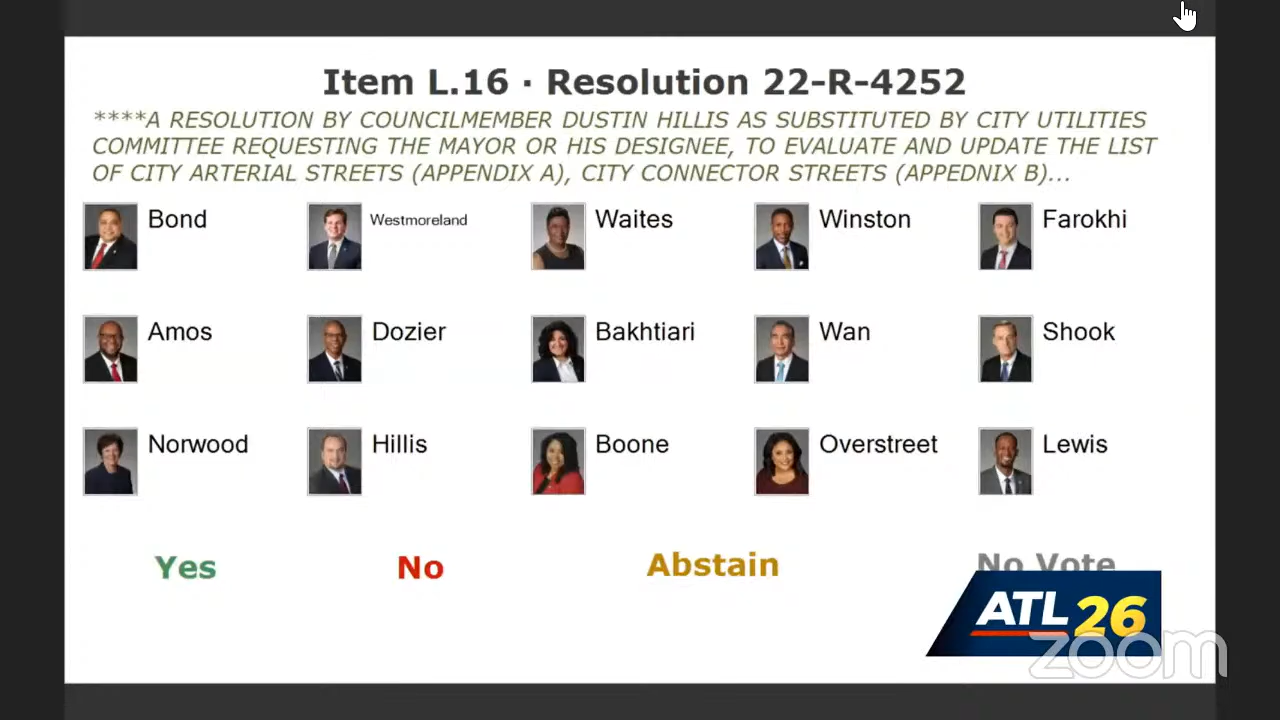 Item L.16 · Resolution 22-R-4252
****A RESOLUTION BY COUNCILMEMBER DUSTIN HILLIS AS SUBSTITUTED BY CITY UTILITIES
COMMITTEE REQUESTING THE MAYOR OR HIS DESIGNEE, TO EVALUATE AND UPDATE THE LIST
OF CITY ARTERIAL STREETS (APPENDIX A), CITY CONNECTOR STREETS (APPEDNIX B)...
Bond Westmoreland Waites Winston Farokhi
Amos Dozier Bakhtiari Wan Shook
Norwood Hillis Boone Overstreet Lewis
Yes No Abstain No Vote
ATL 26
zoom